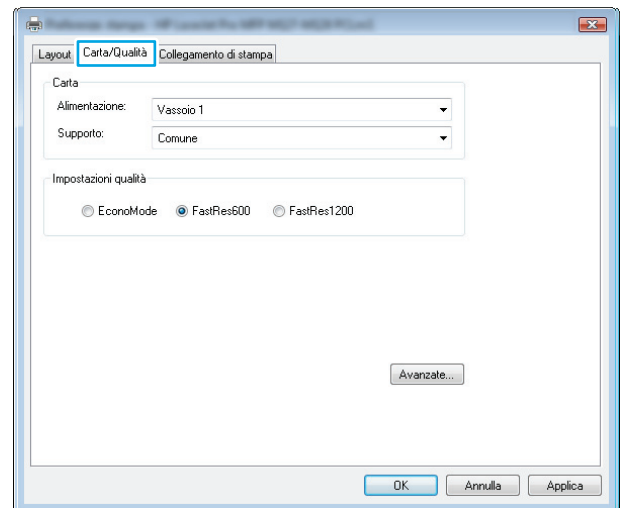 Layout Carta/Qualità Collegamento di stampa
Carta
Alimentazione: Vassoio 1
Supporto: Comune
Impostazioni qualità
EconoMode FastRes600 FastRes1200
Avanzate...
OK Annulla Applica